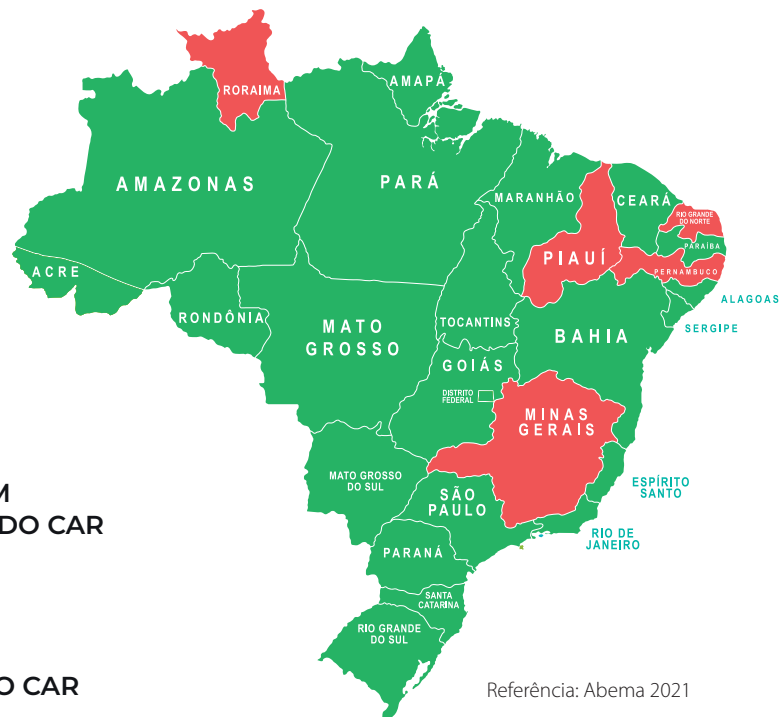 RORAIMA
AMAPÁ
AMAZONAS
PARÁ
MARANHÃO
CEARÁ
RIO GRANDE
DO NORTE
PARAÍBA
PIAUÍ
PERNAMBUCO
ACRE
ALAGOAS
RONDÔNIA
TOCANTINS
SERGIPE
MATO
GROSSO
BAHIA
GOIÁS
DISTRITO
FEDERAL
MINAS
GERAIS
MATO GROSSO
DO SUL
ESPÍRITO
SANTO
SÃO
PAULO
M
DO CAR
RIO DE
JANEIRO
PARANÁ
SANTA
CATARINA
RIO GRANDE
DO SUL
O CAR
Referência: Abema 2021